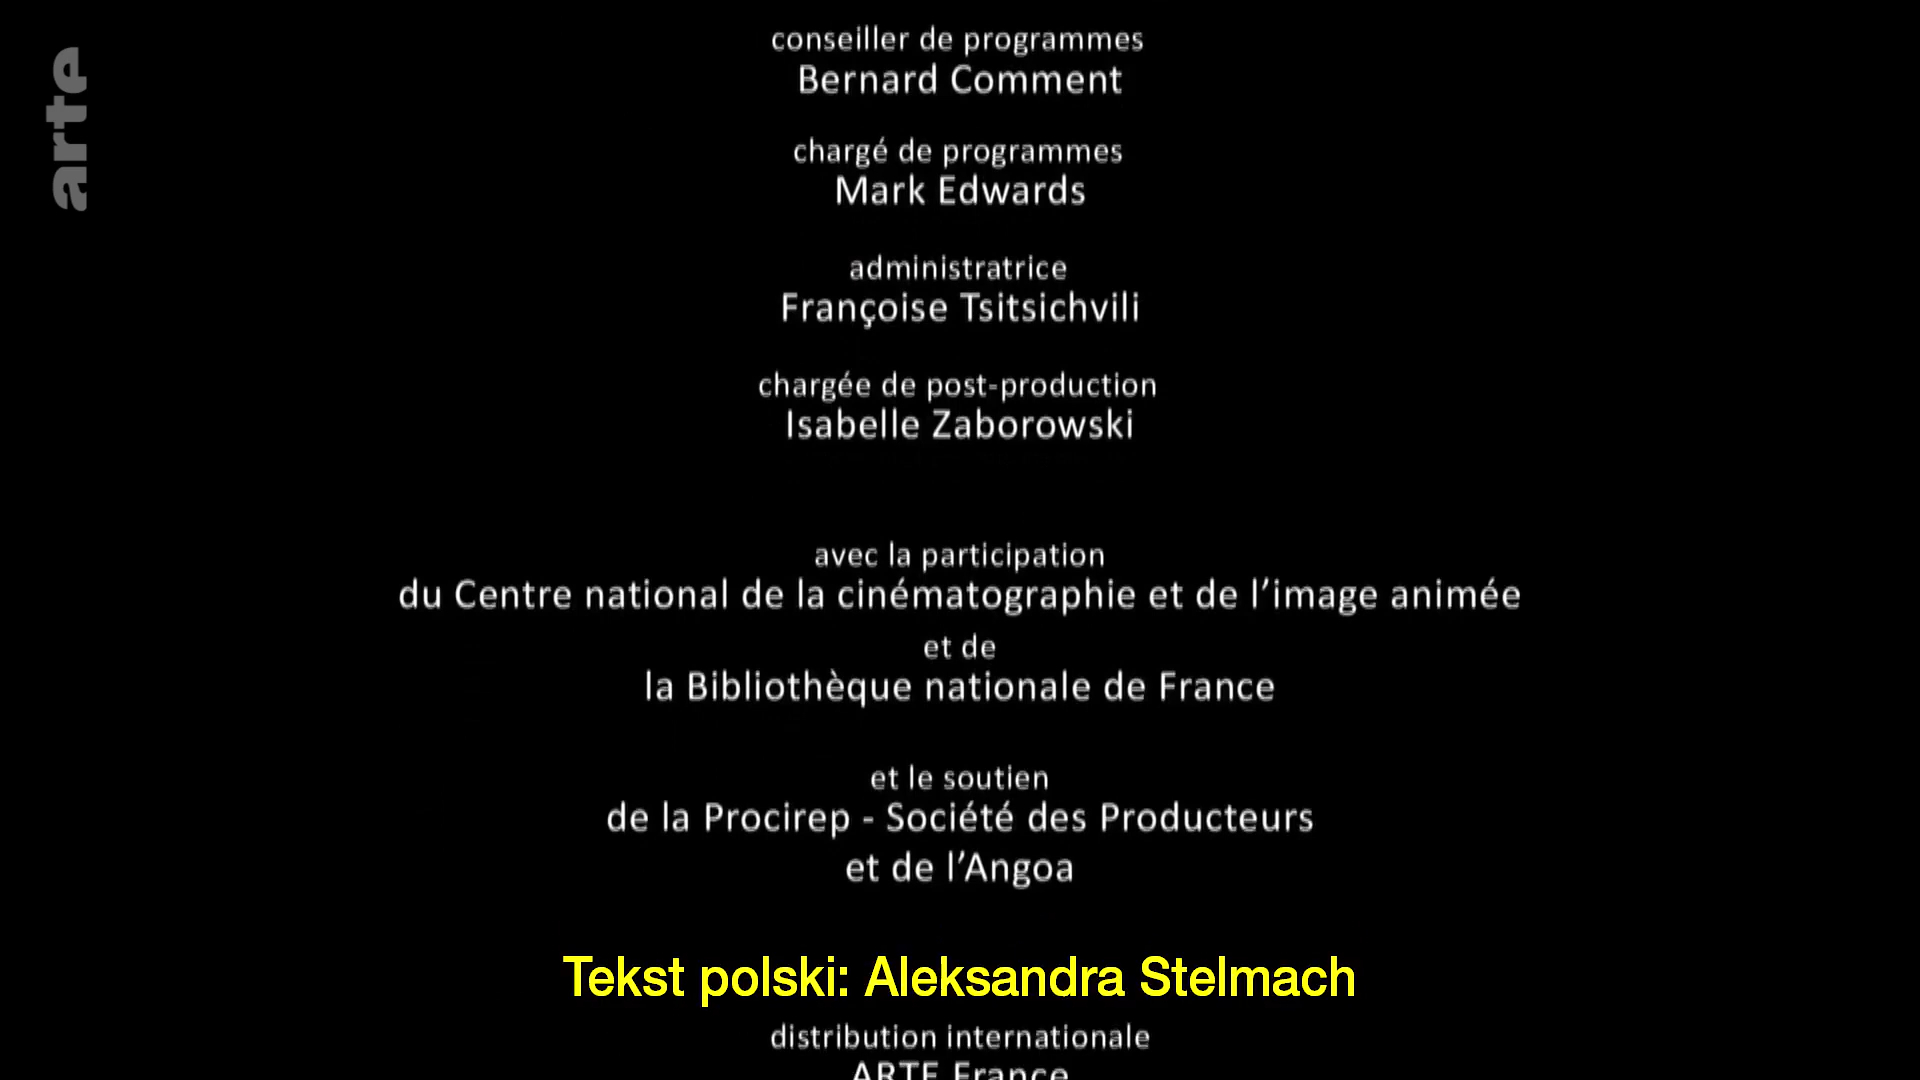 arte
conseiller de programmes
Bernard Comment
chargé de programmes
Mark Edwards
administratrice
Françoise Tsitsichvili
chargée de post-production
Isabelle Zaborowski
avec la participation
du Centre national de la cinématographie et de l’image animée
et de
la Bibliothèque nationale de France
et le soutien
de la Procirep - Société des Producteurs
et de l’Angoa
Tekst polski: Aleksandra Stelmach
distribution internationale
ARTE France